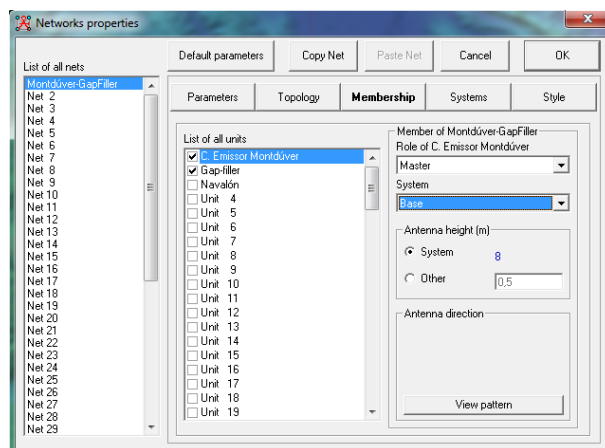 Networks properties
Default parameters
Copy Net
Paste Net
Cancel
OK
List of all nets
Montdúver-GapFiller
Net 2
Net 3
Net 4
Net 5
Net 6
Net 7
Net 8
Net 9
Net 10
Net 11
Net 12
Net 13
Net 14
Net 15
Net 16
Net 17
Net 18
Net 19
Net 20
Net 21
Net 22
Net 23
Net 24
Net 25
Net 26
Net 27
Net 28
Net 29
Parameters
Topology
Membership
Systems
Style
List of all units
C. Emissor Montdúver
Gap-filler
Navalón
Unit 4
Unit 5
Unit 6
Unit 7
Unit 8
Unit 9
Unit 10
Unit 11
Unit 12
Unit 13
Unit 14
Unit 15
Unit 16
Unit 17
Unit 18
Unit 19
Member of Montdúver-GapFiller
Role of C. Emissor Montdúver
Master
System
Base
Antenna height (m)
System 8
Other 0,5
Antenna direction
View pattern